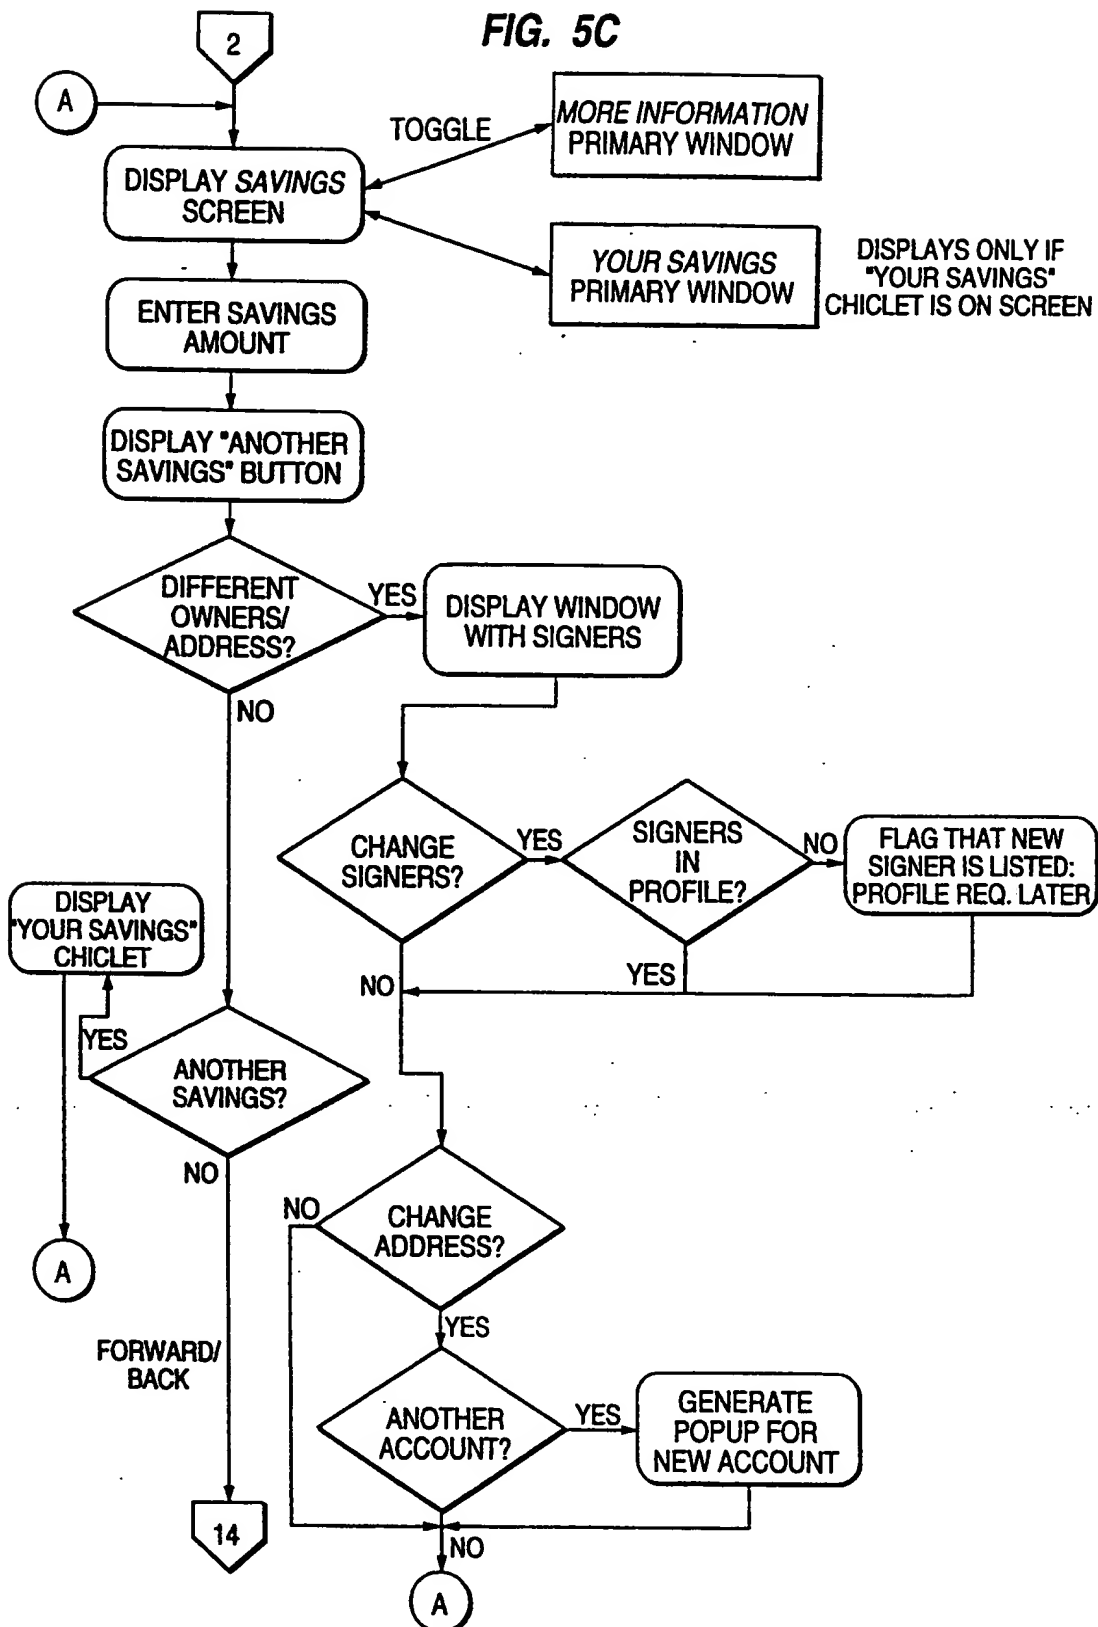 FIG. 5C
2
A
TOGGLE
MORE INFORMATION
PRIMARY WINDOW
DISPLAY SAVINGS
SCREEN
YOUR SAVINGS
PRIMARY WINDOW
DISPLAYS ONLY IF
"YOUR SAVINGS"
CHICLET IS ON SCREEN
ENTER SAVINGS
AMOUNT
DISPLAY "ANOTHER
SAVINGS" BUTTON
DIFFERENT
OWNERS/
ADDRESS?
YES
DISPLAY WINDOW
WITH SIGNERS
NO
CHANGE
SIGNERS?
YES
SIGNERS
IN
PROFILE?
NO
FLAG THAT NEW
SIGNER IS LISTED:
PROFILE REQ. LATER
DISPLAY
"YOUR SAVINGS"
CHICLET
NO
YES
YES
ANOTHER
SAVINGS?
NO
NO
CHANGE
ADDRESS?
A
YES
FORWARD/
BACK
ANOTHER
ACCOUNT?
YES
GENERATE
POPUP FOR
NEW ACCOUNT
14
NO
A